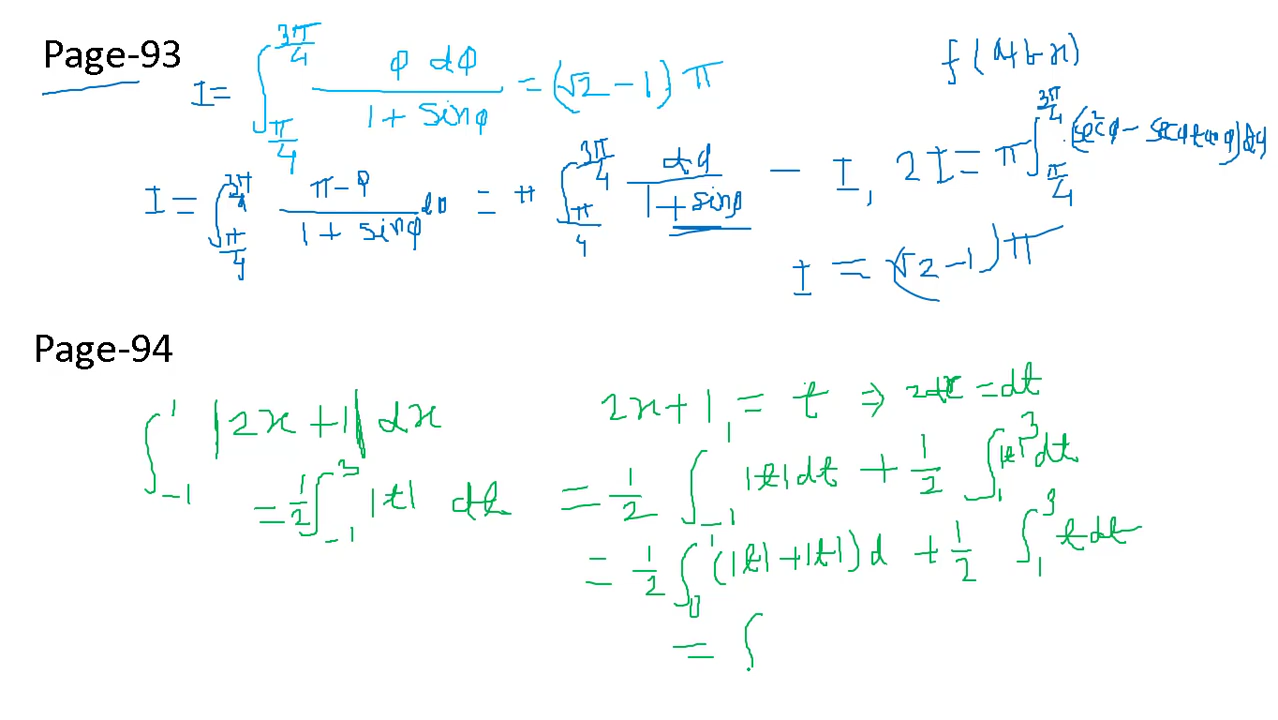 Page-93
I = ∫_{π/4}^{3π/4} φ dφ / (1 + sinφ) = (√2 - 1) π
f(a+b-x)
I = ∫_{π/4}^{3π/4} (π-φ) / (1 + sinφ) dφ = π ∫_{π/4}^{3π/4} dφ / (1 + sinφ) - I, 2I = π ∫_{π/4}^{3π/4} (sec²φ - secφ tanφ) dφ
I = (√2 - 1) π
Page-94
∫_{-1}^{1} |2x + 1| dx
2x + 1 = t ⇒ 2dx = dt
= 1/2 ∫_{-1}^{3} |t| dt
= 1/2 ∫_{-1}^{1} |t| dt + 1/2 ∫_{1}^{3} |t| dt
= 1/2 ∫_{0}^{1} (|t| + |t|) d + 1/2 ∫_{1}^{3} t dt
= ∫